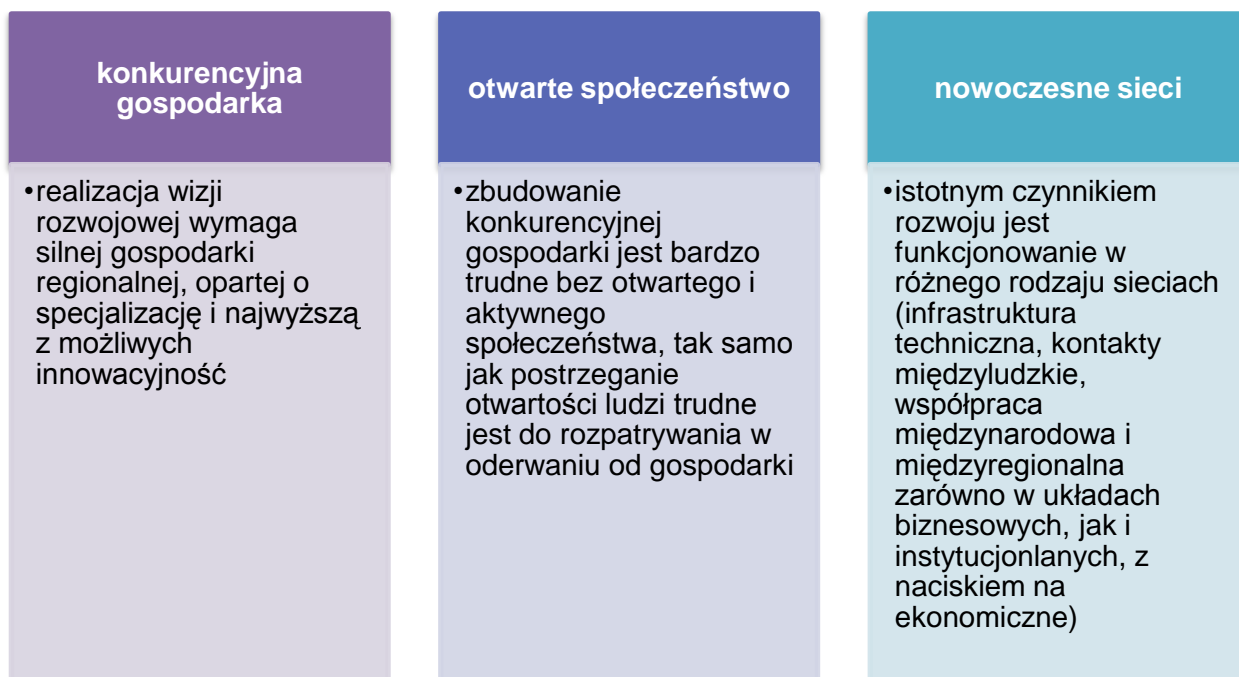 konkurencyjna
gospodarka
•realizacja wizji
rozwojowej wymaga
silnej gospodarki
regionalnej, opartej o
specjalizację i najwyższą
z możliwych
innowacyjność
otwarte społeczeństwo
•zbudowanie
konkurencyjnej
gospodarki jest bardzo
trudne bez otwartego i
aktywnego
społeczeństwa, tak samo
jak postrzeganie
otwartości ludzi trudne
jest do rozpatrywania w
oderwaniu od gospodarki
nowoczesne sieci
•istotnym czynnikiem
rozwoju jest
funkcjonowanie w
różnego rodzaju sieciach
(infrastruktura
techniczna, kontakty
międzyludzkie,
współpraca
międzynarodowa i
międzyregionalna
zarówno w układach
biznesowych, jak i
instytucjonlanych, z
naciskiem na
ekonomiczne)